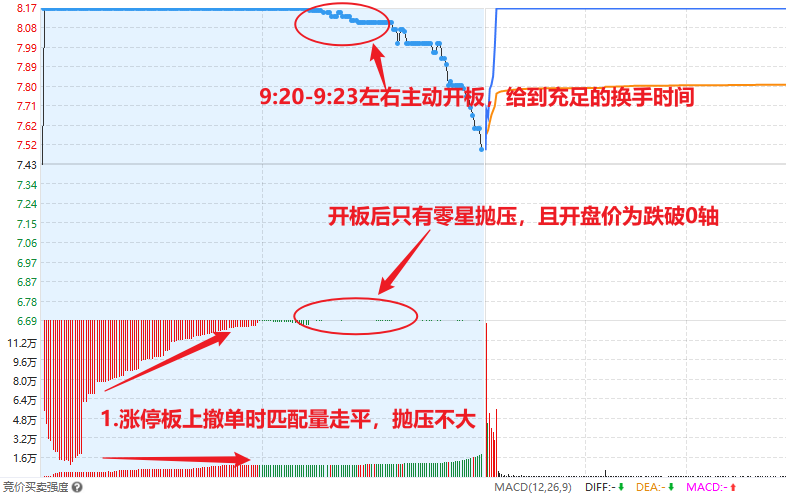 8.17
8.08
7.99
7.89
7.80
7.71
7.62
7.52
7.43
7.34
7.24
7.15
7.06
6.97
6.87
6.78
6.69
11.2万
9.6万
8.0万
6.4万
4.8万
3.2万
1.6万
9:20-9:23左右主动开板，给到充足的换手时间
开板后只有零星抛压，且开盘价为跌破0轴
1.涨停板上撤单时匹配量走平，抛压不大
竞价买卖强度 ?
MACD(12,26,9) DIFF:-⬇ DEA:-⬇ MACD:-⬆